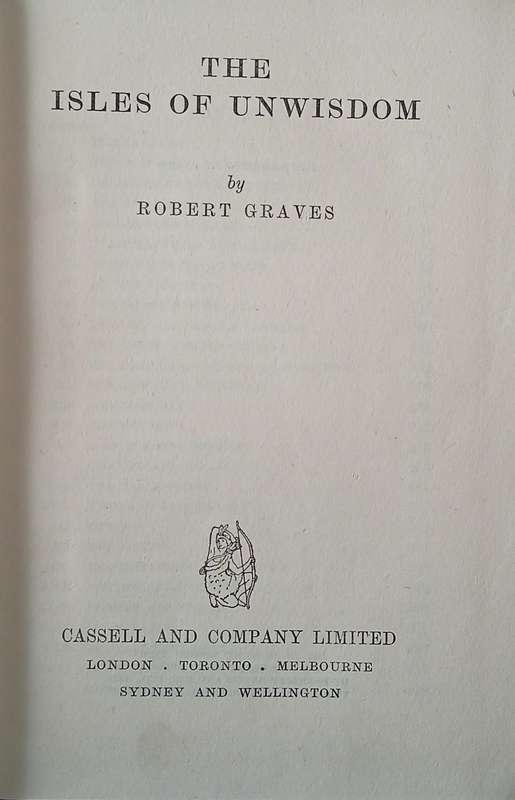 THE
ISLES OF UNWISDOM
by
ROBERT GRAVES
CASSELL AND COMPANY LIMITED
LONDON . TORONTO . MELBOURNE
SYDNEY AND WELLINGTON